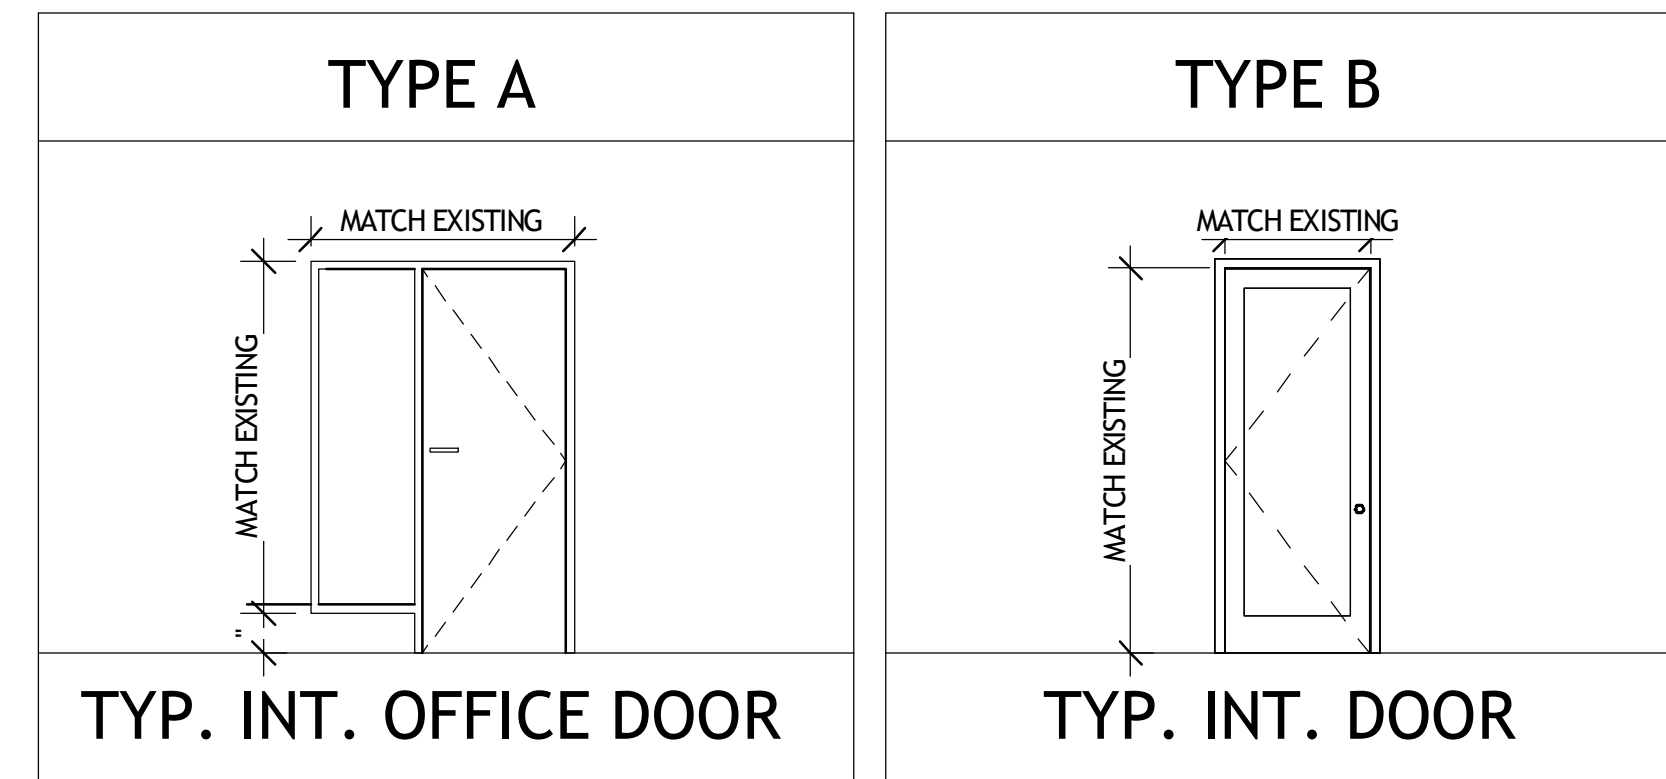 TYPE A
TYPE B
MATCH EXISTING
MATCH EXISTING
MATCH EXISTING
MATCH EXISTING
"
TYP. INT. OFFICE DOOR
TYP. INT. DOOR